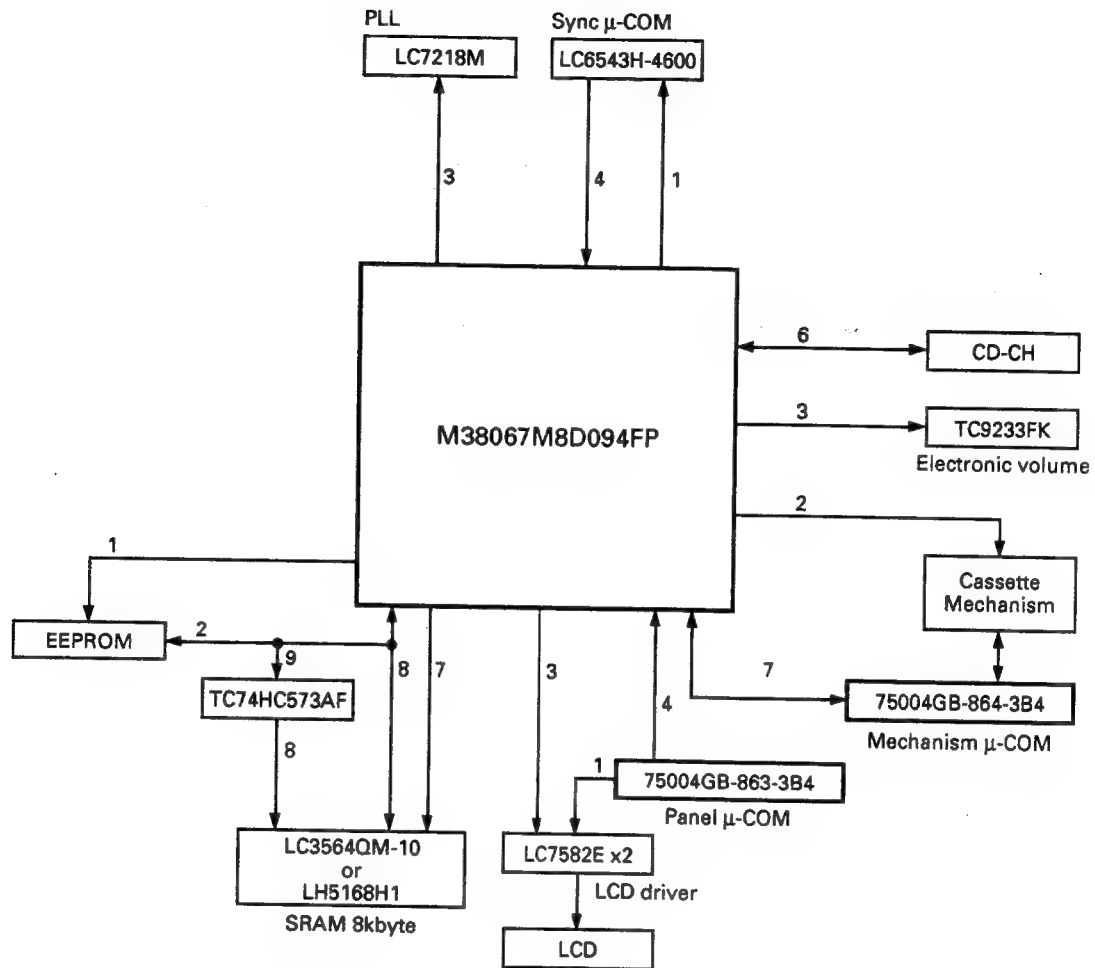 PLL
LC7218M
Sync μ-COM
LC6543H-4600
3
4
1
M38067M8D094FP
6
CD-CH
3
TC9233FK
Electronic volume
2
Cassette
Mechanism
7
75004GB-864-3B4
Mechanism μ-COM
1
EEPROM
2
9
8
7
TC74HC573AF
8
3
4
1
75004GB-863-3B4
Panel μ-COM
LC3564QM-10
or
LH5168H1
SRAM 8kbyte
LC7582E x2
LCD driver
LCD